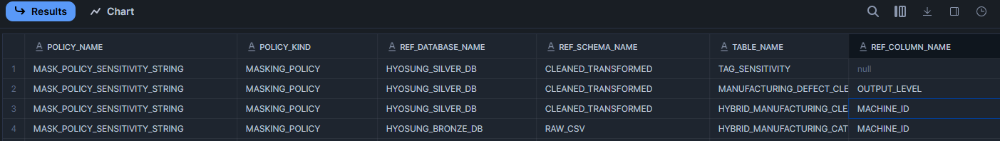 Results Chart
A POLICY_NAME A POLICY_KIND A REF_DATABASE_NAME A REF_SCHEMA_NAME A TABLE_NAME A REF_COLUMN_NAME
1 MASK_POLICY_SENSITIVITY_STRING MASKING_POLICY HYOSUNG_SILVER_DB CLEANED_TRANSFORMED TAG_SENSITIVITY null
2 MASK_POLICY_SENSITIVITY_STRING MASKING_POLICY HYOSUNG_SILVER_DB CLEANED_TRANSFORMED MANUFACTURING_DEFECT_CLE OUTPUT_LEVEL
3 MASK_POLICY_SENSITIVITY_STRING MASKING_POLICY HYOSUNG_SILVER_DB CLEANED_TRANSFORMED HYBRID_MANUFACTURING_CLEA MACHINE_ID
4 MASK_POLICY_SENSITIVITY_STRING MASKING_POLICY HYOSUNG_BRONZE_DB RAW_CSV HYBRID_MANUFACTURING_CAT MACHINE_ID